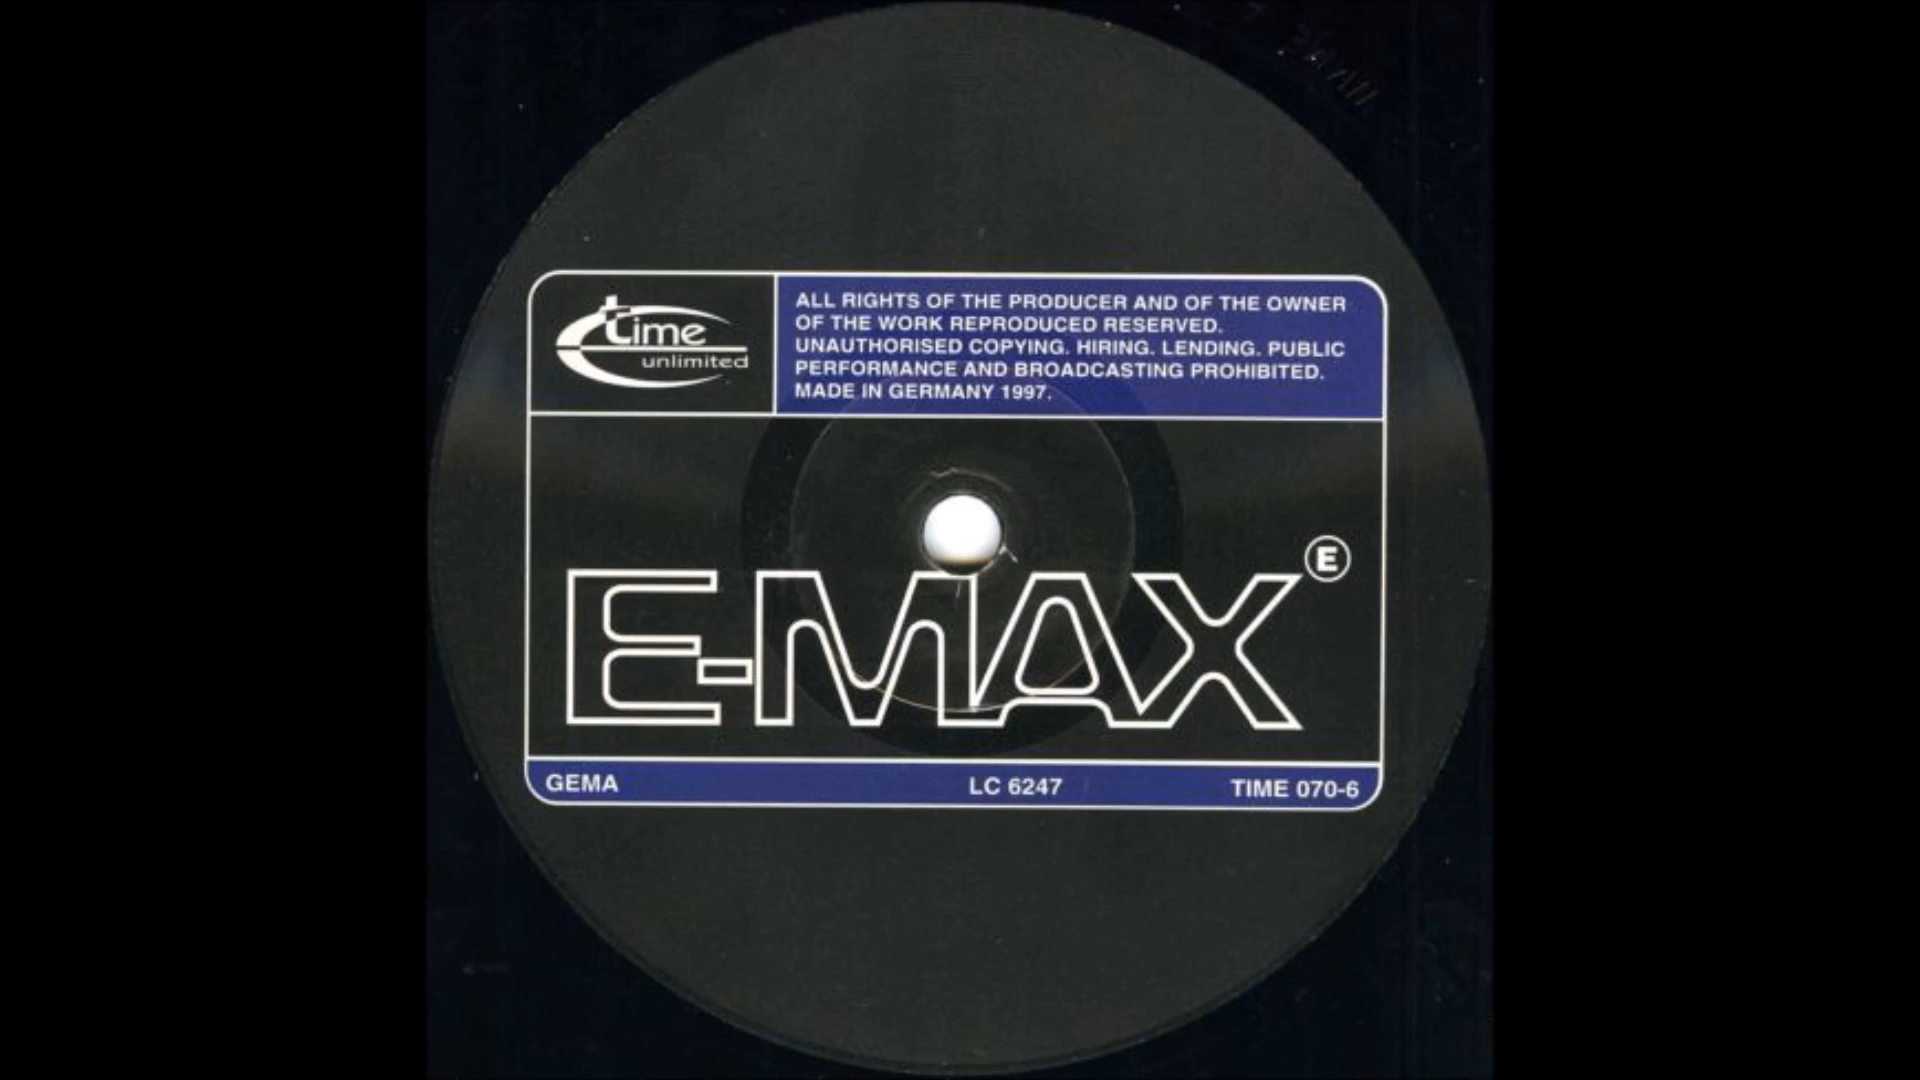 time
unlimited
ALL RIGHTS OF THE PRODUCER AND OF THE OWNER
OF THE WORK REPRODUCED RESERVED.
UNAUTHORISED COPYING. HIRING. LENDING. PUBLIC
PERFORMANCE AND BROADCASTING PROHIBITED.
MADE IN GERMANY 1997.
E-MAX Ⓔ
GEMA LC 6247 TIME 070-6